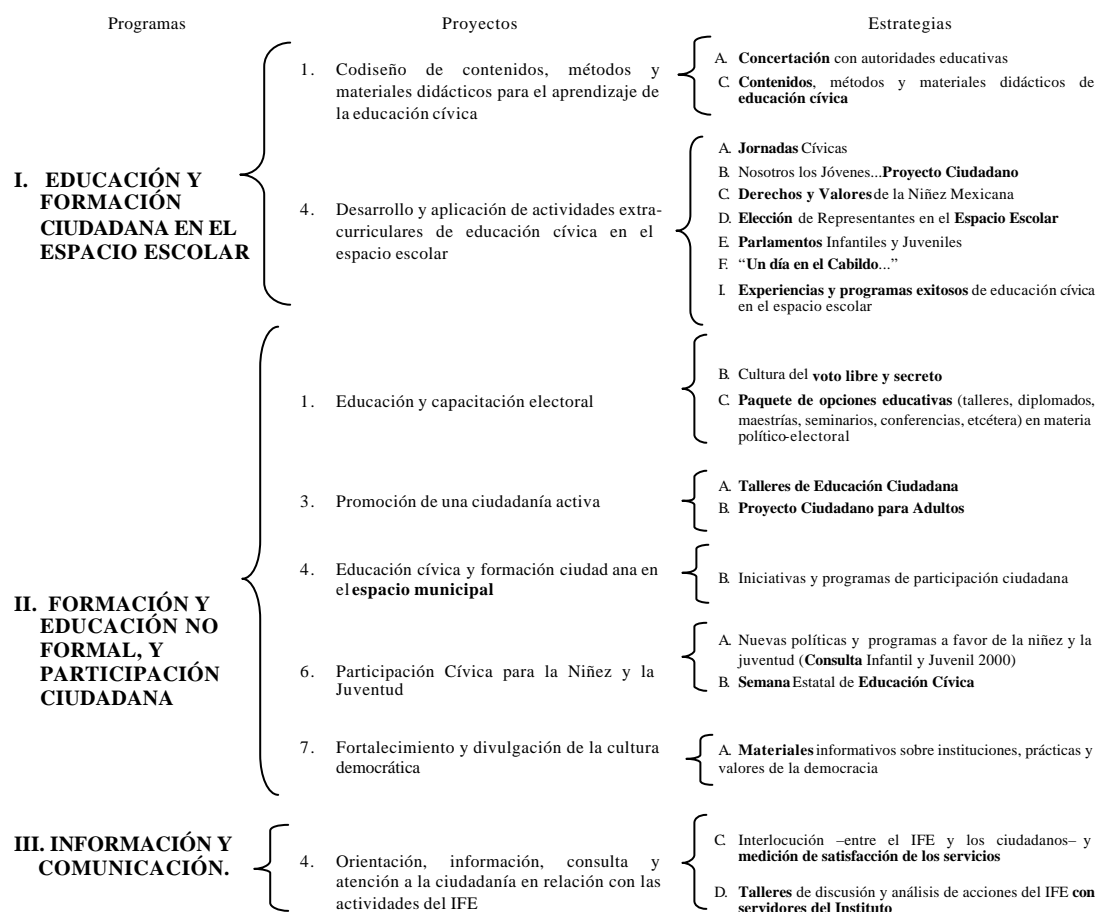 Programas Proyectos Estrategias
I. EDUCACIÓN Y
FORMACIÓN
CIUDADANA EN EL
ESPACIO ESCOLAR
1. Codiseño de contenidos, métodos y
materiales didácticos para el aprendizaje de
la educación cívica
A. Concertación con autoridades educativas
C. Contenidos, métodos y materiales didácticos de
educación cívica
4. Desarrollo y aplicación de actividades extra-
curriculares de educación cívica en el
espacio escolar
A. Jornadas Cívicas
B. Nosotros los Jóvenes...Proyecto Ciudadano
C. Derechos y Valores de la Niñez Mexicana
D. Elección de Representantes en el Espacio Escolar
E. Parlamentos Infantiles y Juveniles
F. “Un día en el Cabildo...”
I. Experiencias y programas exitosos de educación cívica
en el espacio escolar
II. FORMACIÓN Y
EDUCACIÓN NO
FORMAL, Y
PARTICIPACIÓN
CIUDADANA
1. Educación y capacitación electoral
B. Cultura del voto libre y secreto
C. Paquete de opciones educativas (talleres, diplomados,
maestrías, seminarios, conferencias, etcétera) en materia
político-electoral
3. Promoción de una ciudadanía activa
A. Talleres de Educación Ciudadana
B. Proyecto Ciudadano para Adultos
4. Educación cívica y formación ciudad ana en
el espacio municipal
B. Iniciativas y programas de participación ciudadana
6. Participación Cívica para la Niñez y la
Juventud
A. Nuevas políticas y programas a favor de la niñez y la
juventud (Consulta Infantil y Juvenil 2000)
B. Semana Estatal de Educación Cívica
7. Fortalecimiento y divulgación de la cultura
democrática
A. Materiales informativos sobre instituciones, prácticas y
valores de la democracia
III. INFORMACIÓN Y
COMUNICACIÓN.
4. Orientación, información, consulta y
atención a la ciudadanía en relación con las
actividades del IFE
C. Interlocución –entre el IFE y los ciudadanos– y
medición de satisfacción de los servicios
D. Talleres de discusión y análisis de acciones del IFE con
servidores del Instituto